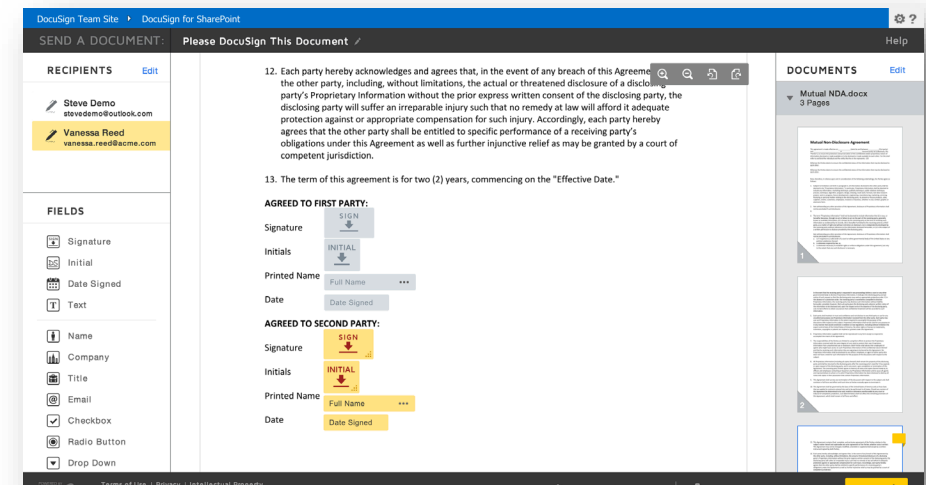 DocuSign Team Site DocuSign for SharePoint
?
SEND A DOCUMENT: Please DocuSign This Document
Help
RECIPIENTS Edit
Steve Demo
stevedemo@outlook.com
Vanessa Reed
vanessa.reed@acme.com
FIELDS
Signature
Initial
Date Signed
T Text
Name
Company
Title
@ Email
Checkbox
Radio Button
Drop Down
12. Each party hereby acknowledges and agrees that, in the event of any breach of this Agreeme
the other party, including, without limitations, the actual or threatened disclosure of a disclosing
party's Proprietary Information without the prior express written consent of the disclosing party, the
disclosing party will suffer an irreparable injury such that no remedy at law will afford it adequate
protection against or appropriate compensation for such injury. Accordingly, each party hereby
agrees that the other party shall be entitled to specific performance of a receiving party's
obligations under this Agreement as well as further injunctive relief as may be granted by a court of
competent jurisdiction.
13. The term of this agreement is for two (2) years, commencing on the "Effective Date."
AGREED TO FIRST PARTY:
Signature SIGN
Initials INITIAL
Printed Name Full Name •••
Date Date Signed
AGREED TO SECOND PARTY:
Signature SIGN
Initials INITIAL
Printed Name Full Name •••
Date Date Signed
DOCUMENTS Edit
Mutual NDA.docx
3 Pages
Mutual Non-Disclosure Agreement
1
2
Terms of Use | Privacy | Intellectual Property